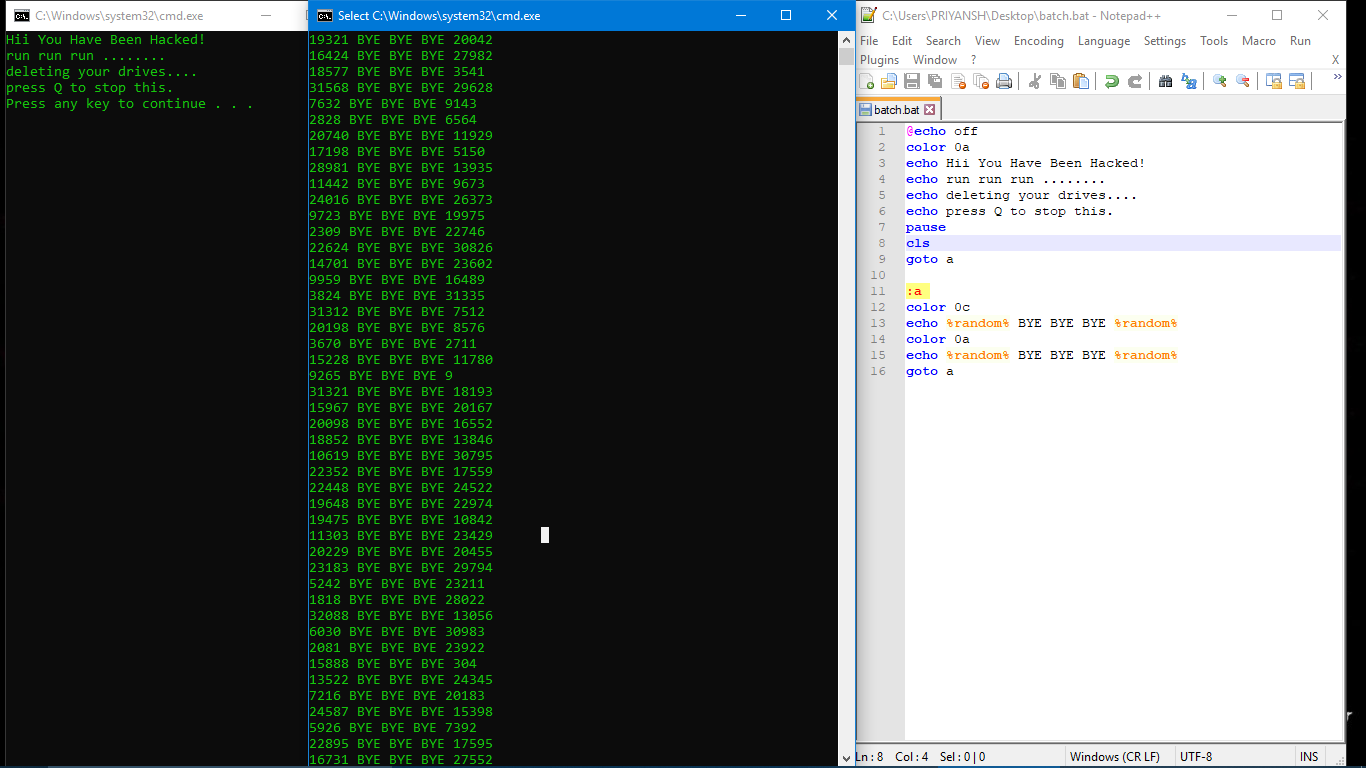 C:\Windows\system32\cmd.exe
Hii You Have Been Hacked!
run run run ........
deleting your drives....
press Q to stop this.
Press any key to continue . . .
Select C:\Windows\system32\cmd.exe
19321 BYE BYE BYE 20042
16424 BYE BYE BYE 27982
18577 BYE BYE BYE 3541
31568 BYE BYE BYE 29628
7632 BYE BYE BYE 9143
2828 BYE BYE BYE 6564
20740 BYE BYE BYE 11929
17198 BYE BYE BYE 5150
28981 BYE BYE BYE 13935
11442 BYE BYE BYE 9673
24016 BYE BYE BYE 26373
9723 BYE BYE BYE 19975
2309 BYE BYE BYE 22746
22624 BYE BYE BYE 30826
14701 BYE BYE BYE 23602
9959 BYE BYE BYE 16489
3824 BYE BYE BYE 31335
31312 BYE BYE BYE 7512
20198 BYE BYE BYE 8576
3670 BYE BYE BYE 2711
15228 BYE BYE BYE 11780
9265 BYE BYE BYE 9
31321 BYE BYE BYE 18193
15967 BYE BYE BYE 20167
20098 BYE BYE BYE 16552
18852 BYE BYE BYE 13846
10619 BYE BYE BYE 30795
22352 BYE BYE BYE 17559
22448 BYE BYE BYE 24522
19648 BYE BYE BYE 22974
19475 BYE BYE BYE 10842
11303 BYE BYE BYE 23429
20229 BYE BYE BYE 20455
23183 BYE BYE BYE 29794
5242 BYE BYE BYE 23211
1818 BYE BYE BYE 28022
32088 BYE BYE BYE 13056
6030 BYE BYE BYE 30983
2081 BYE BYE BYE 23922
15888 BYE BYE BYE 304
13522 BYE BYE BYE 24345
7216 BYE BYE BYE 20183
24587 BYE BYE BYE 15398
5926 BYE BYE BYE 7392
22895 BYE BYE BYE 17595
16731 BYE BYE BYE 27552
C:\Users\PRIYANSH\Desktop\batch.bat - Notepad++
File Edit Search View Encoding Language Settings Tools Macro Run
Plugins Window ? X
batch.bat
1 @echo off
2 color 0a
3 echo Hii You Have Been Hacked!
4 echo run run run ........
5 echo deleting your drives....
6 echo press Q to stop this.
7 pause
8 cls
9 goto a
10
11 :a
12 color 0c
13 echo %random% BYE BYE BYE %random%
14 color 0a
15 echo %random% BYE BYE BYE %random%
16 goto a
Ln : 8 Col : 4 Sel : 0 | 0 Windows (CR LF) UTF-8 INS